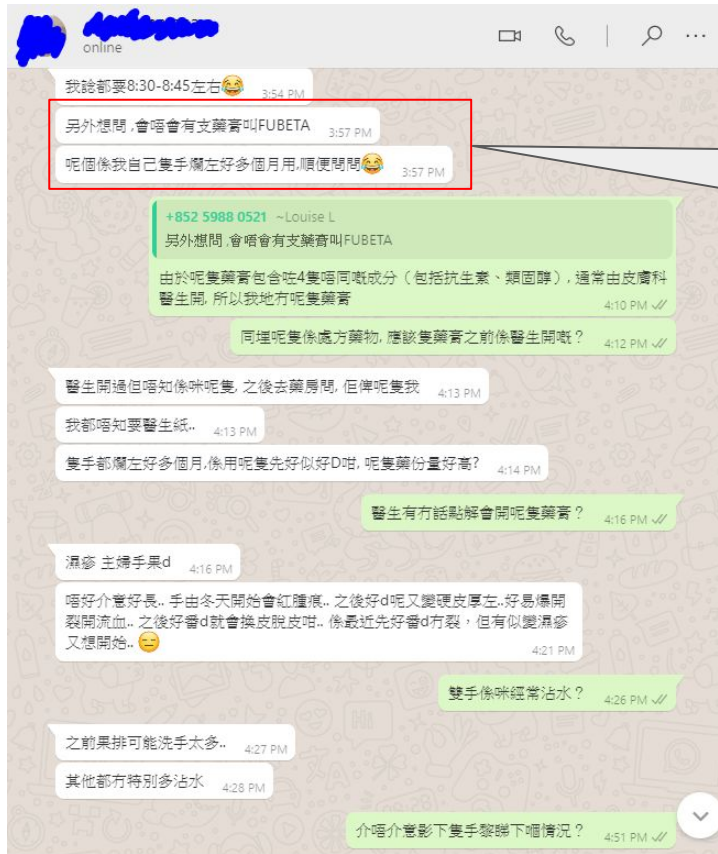 online
我諗都要8:30-8:45左右😂 3:54 PM
另外想問 ,會唔會有支藥膏叫FUBETA 3:57 PM
呢個係我自己隻手爛左好多個月用,順便問問😂 3:57 PM
+852 5988 0521 ~Louise L
另外想問 ,會唔會有支藥膏叫FUBETA
由於呢隻藥膏包含咗4隻唔同嘅成分（包括抗生素、類固醇）, 通常由皮膚科
醫生開, 所以我地冇呢隻藥膏 4:10 PM
同埋呢隻係處方藥物, 應該隻藥膏之前係醫生開嘅？ 4:12 PM
醫生開過但唔知係咪呢隻, 之後去藥房問, 佢俾呢隻我 4:13 PM
我都唔知要醫生紙.. 4:13 PM
隻手都爛左好多個月,係用呢隻先好似好D咁, 呢隻藥份量好高? 4:14 PM
醫生有冇話點解會開呢隻藥膏？ 4:16 PM
濕疹 主婦手果d 4:16 PM
唔好介意好長.. 手由冬天開始會紅腫痕.. 之後好d呢又變硬皮厚左..好易爆開
裂開流血.. 之後好番d就會換皮脫皮咁.. 係最近先好番d冇裂，但有似變濕疹
又想開始.. 😑 4:21 PM
雙手係咪經常沾水？ 4:26 PM
之前果排可能洗手太多.. 4:27 PM
其他都冇特別多沾水 4:28 PM
介唔介意影下隻手黎睇下嗰情況？ 4:51 PM